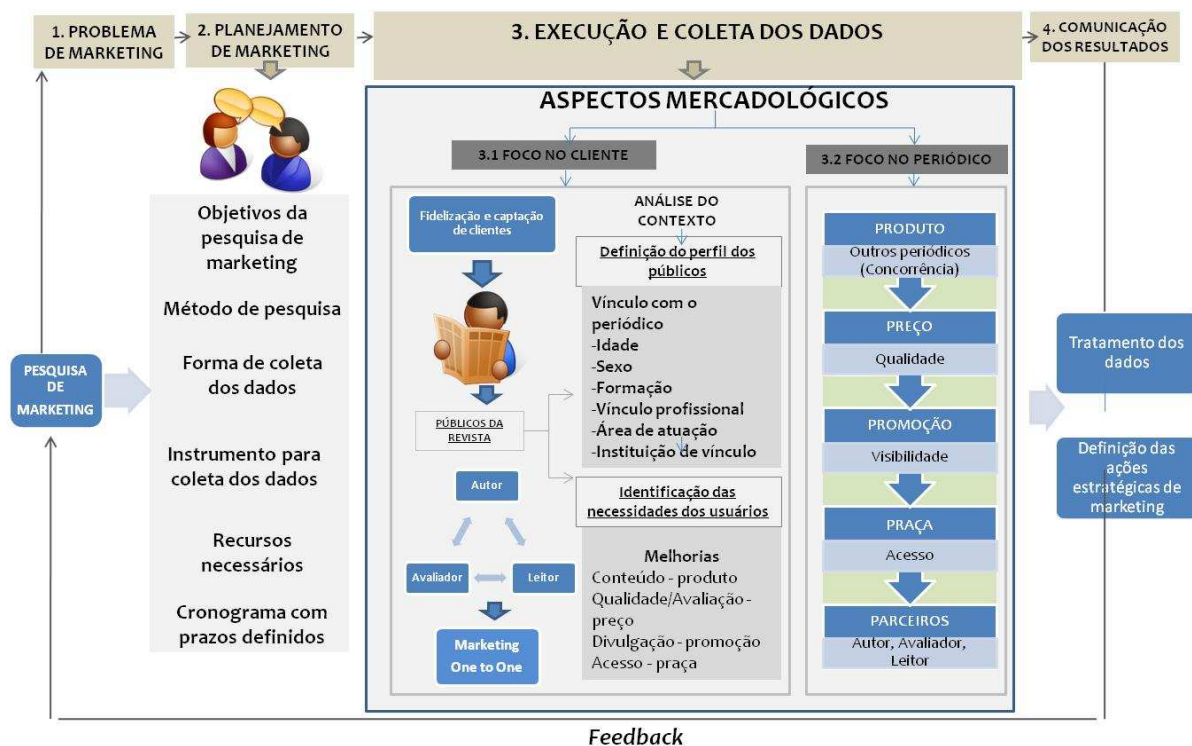 1. PROBLEMA
DE MARKETING
2. PLANEJAMENTO
DE MARKETING
3. EXECUÇÃO E COLETA DOS DADOS
4. COMUNICAÇÃO
DOS RESULTADOS
PESQUISA
DE
MARKETING
Objetivos da
pesquisa de
marketing
Método de pesquisa
Forma de coleta
dos dados
Instrumento para
coleta dos dados
Recursos
necessários
Cronograma com
prazos definidos
ASPECTOS MERCADOLÓGICOS
3.1 FOCO NO CLIENTE
Fidelização e captação
de clientes
PÚBLICOS DA
REVISTA
Autor
Avaliador
Leitor
Marketing
One to One
ANÁLISE DO
CONTEXTO
Definição do perfil dos
públicos
Vínculo com o
periódico
-Idade
-Sexo
-Formação
-Vínculo profissional
-Área de atuação
-Instituição de vínculo
Identificação das
necessidades dos usuários
Melhorias
Conteúdo - produto
Qualidade/Avaliação -
preço
Divulgação - promoção
Acesso - praça
3.2 FOCO NO PERIÓDICO
PRODUTO
Outros periódicos
(Concorrência)
PREÇO
Qualidade
PROMOÇÃO
Visibilidade
PRAÇA
Acesso
PARCEIROS
Autor, Avaliador,
Leitor
Tratamento dos
dados
Definição das
ações
estratégicas de
marketing
Feedback